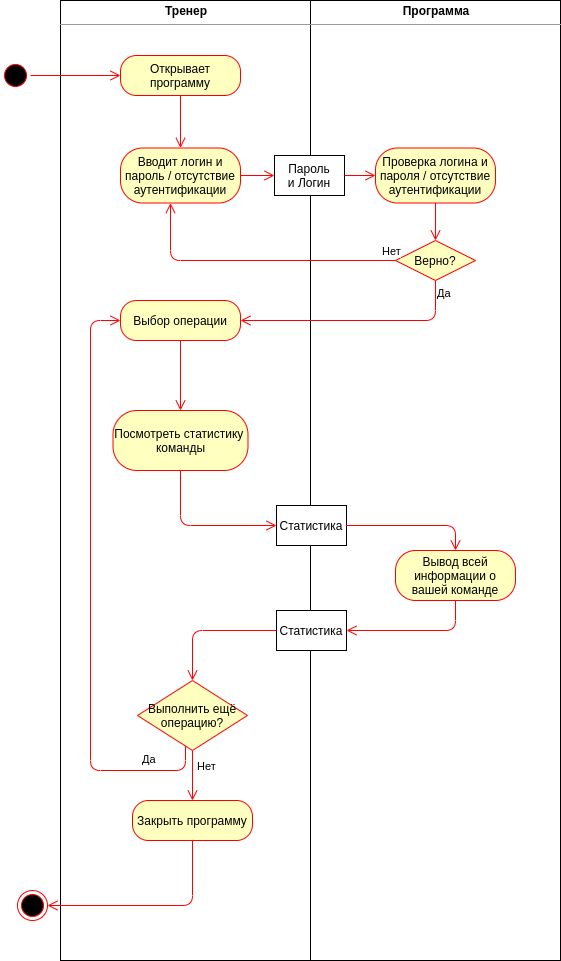 Тренер
Программа
Открывает
программу
Вводит логин и
пароль / отсутствие
аутентификации
Пароль
и Логин
Проверка логина и
пароля / отсутствие
аутентификации
Нет
Верно?
Да
Выбор операции
Посмотреть статистику
команды
Статистика
Вывод всей
информации о
вашей команде
Статистика
Выполнить ещё
операцию?
Да
Нет
Закрыть программу